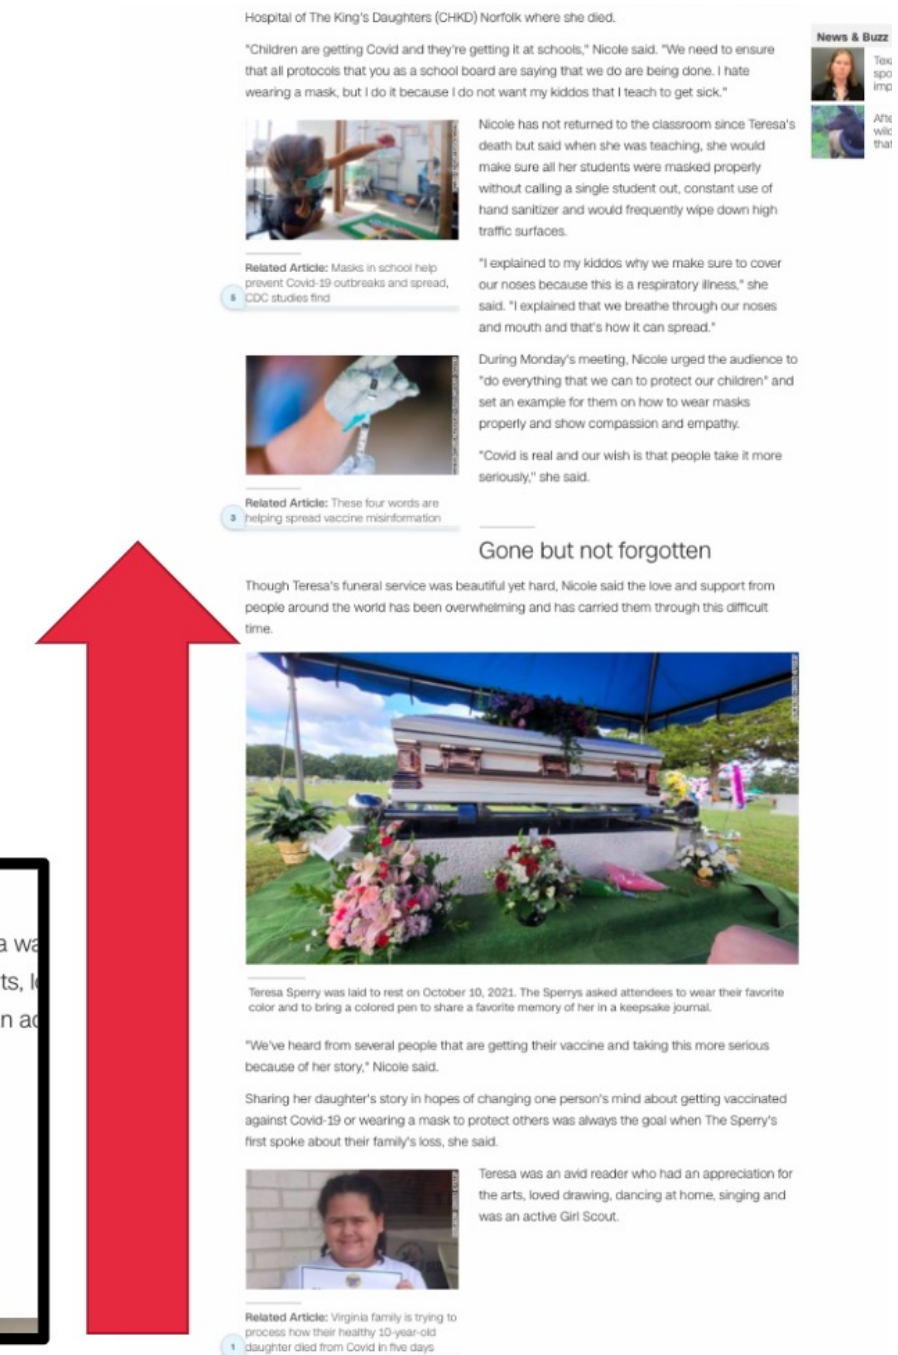 Hospital of The King's Daughters (CHKD) Norfolk where she died.
"Children are getting Covid and they're getting it at schools," Nicole said. "We need to ensure
that all protocols that you as a school board are saying that we do are being done. I hate
wearing a mask, but I do it because I do not want my kiddos that I teach to get sick."
News & Buzz
Nicole has not returned to the classroom since Teresa's
death but said when she was teaching, she would
make sure all her students were masked properly
without calling a single student out, constant use of
hand sanitizer and would frequently wipe down high
traffic surfaces.
Related Article: Masks in school help
prevent Covid-19 outbreaks and spread,
5 CDC studies find
"I explained to my kiddos why we make sure to cover
our noses because this is a respiratory illness," she
said. "I explained that we breathe through our noses
and mouth and that's how it can spread."
During Monday's meeting, Nicole urged the audience to
"do everything that we can to protect our children" and
set an example for them on how to wear masks
properly and show compassion and empathy.
"Covid is real and our wish is that people take it more
seriously," she said.
Related Article: These four words are
3 helping spread vaccine misinformation
Gone but not forgotten
Though Teresa's funeral service was beautiful yet hard, Nicole said the love and support from
people around the world has been overwhelming and has carried them through this difficult
time.
Teresa Sperry was laid to rest on October 10, 2021. The Sperrys asked attendees to wear their favorite
color and to bring a colored pen to share a favorite memory of her in a keepsake journal.
"We've heard from several people that are getting their vaccine and taking this more serious
because of her story," Nicole said.
Sharing her daughter's story in hopes of changing one person's mind about getting vaccinated
against Covid-19 or wearing a mask to protect others was always the goal when The Sperry's
first spoke about their family's loss, she said.
Teresa was an avid reader who had an appreciation for
the arts, loved drawing, dancing at home, singing and
was an active Girl Scout.
Related Article: Virginia family is trying to
process how their healthy 10-year-old
1 daughter died from Covid in five days